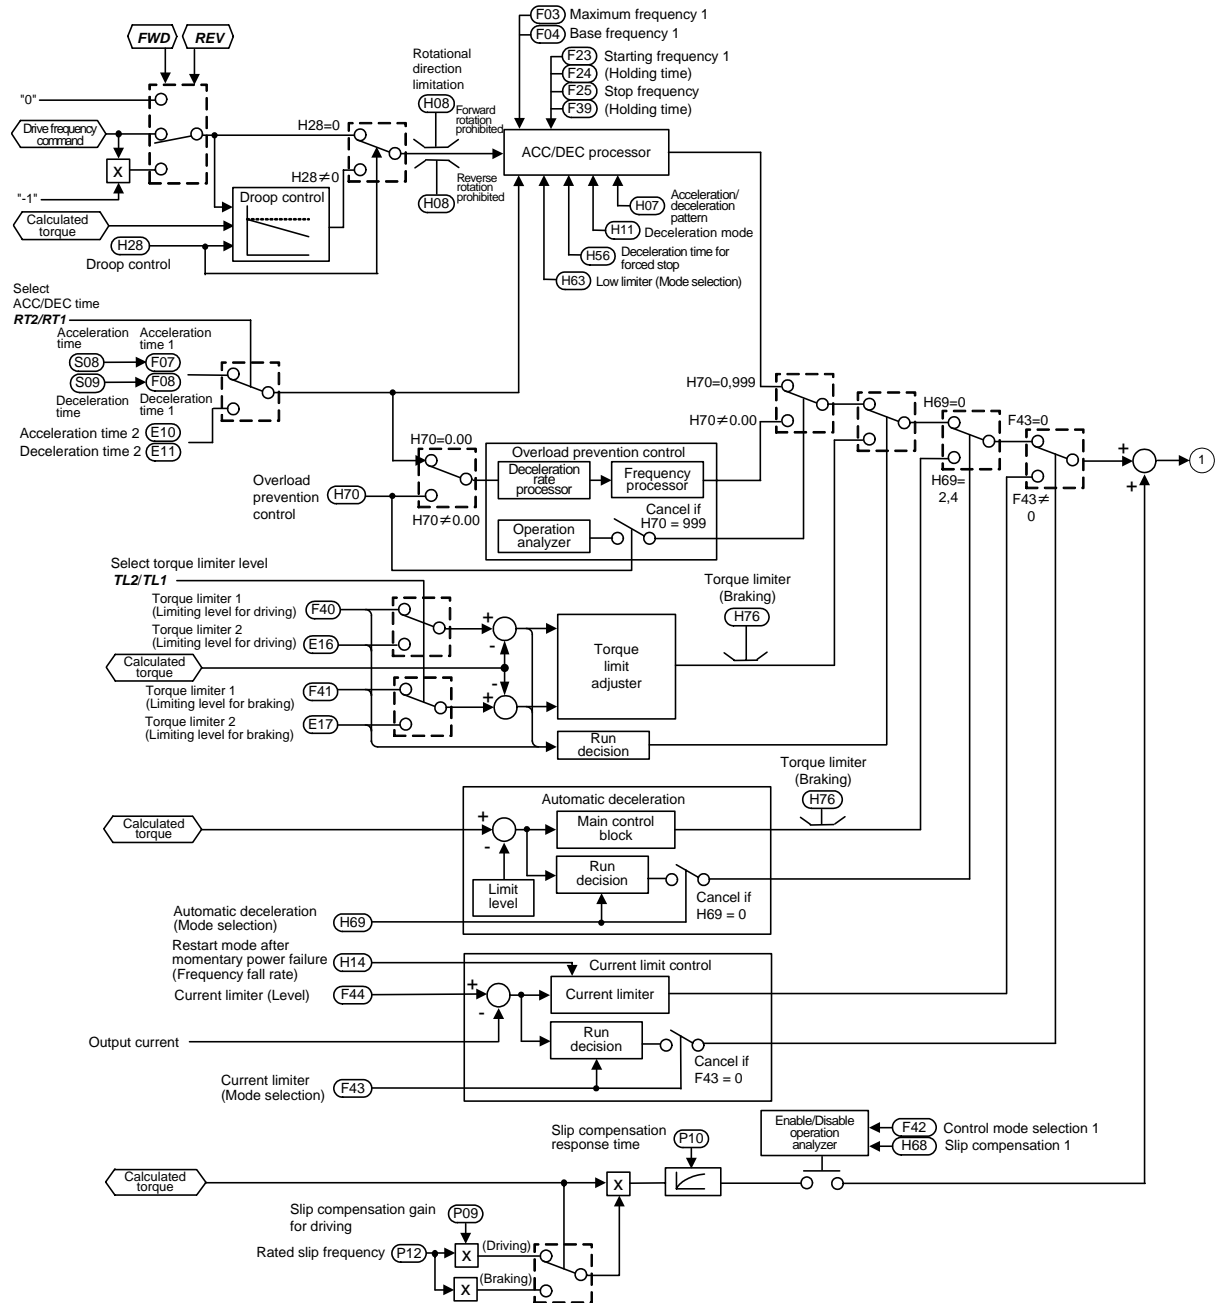 FWD
REV
F03 Maximum frequency 1
F04 Base frequency 1
F23 Starting frequency 1
F24 (Holding time)
F25 Stop frequency
F39 (Holding time)
Rotational
direction
limitation
H08
Forward
rotation
prohibited
"0"
Drive frequency
command
X
"-1"
H28=0
H28≠0
Reverse
rotation
prohibited
H08
ACC/DEC processor
Droop control
Calculated
torque
H28
Droop control
H07
Acceleration/
deceleration
pattern
H11 Deceleration mode
H56
Deceleration time for
forced stop
H63 Low limiter (Mode selection)
Select
ACC/DEC time
RT2/RT1
Acceleration
time
Acceleration
time 1
S08
F07
S09
F08
Deceleration
time
Deceleration
time 1
Acceleration time 2 E10
Deceleration time 2 E11
H70=0,999
H70≠0.00
H69=0
F43=0
H69=
2,4
F43≠
0
+
+
1
H70=0.00
Overload
prevention
control
H70
H70≠0.00
Overload prevention control
Deceleration
rate
processor
Frequency
processor
Cancel if
H70 = 999
Operation
analyzer
Select torque limiter level
TL2/TL1
Torque limiter 1
(Limiting level for driving)
F40
Torque limiter 2
(Limiting level for driving)
E16
Calculated
torque
Torque limiter 1
(Limiting level for braking)
F41
Torque limiter 2
(Limiting level for braking)
E17
+
-
-
+
Torque
limit
adjuster
Run
decision
Torque limiter
(Braking)
H76
Torque limiter
(Braking)
H76
Automatic deceleration
Calculated
torque
+
-
Main control
block
Run
decision
Limit
level
Cancel if
H69 = 0
Automatic deceleration
(Mode selection)
H69
Restart mode after
momentary power failure
(Frequency fall rate)
H14
Current limit control
Current limiter (Level)
F44
+
-
Current limiter
Output current
Run
decision
Cancel if
F43 = 0
Current limiter
(Mode selection)
F43
Slip compensation
response time
P10
Enable/Disable
operation
analyzer
F42 Control mode selection 1
H68 Slip compensation 1
Calculated
torque
X
Slip compensation gain
for driving
P09
Rated slip frequency
P12
X
(Driving)
X
(Braking)